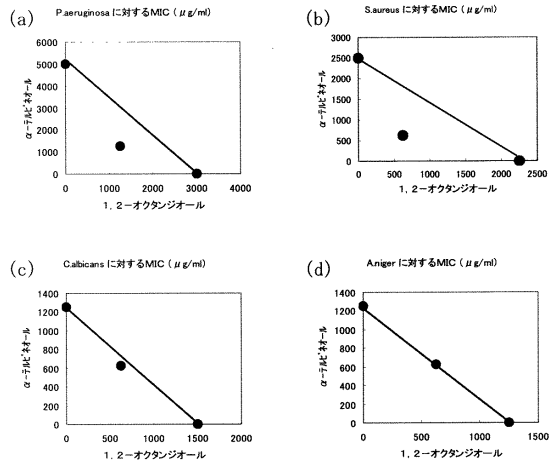 (a)
P.aeruginosa に対するMIC (μg/ml)
α-テルピネオール
6000
5000
4000
3000
2000
1000
0
0 1000 2000 3000 4000
1, 2-オクタンジオール
(b)
S.aureus に対するMIC (μg/ml)
α-テルピネオール
3000
2500
2000
1500
1000
500
0
0 500 1000 1500 2000 2500
1, 2-オクタンジオール
(c)
C.albicans に対するMIC (μg/ml)
α-テルピネオール
1400
1200
1000
800
600
400
200
0
0 500 1000 1500 2000
1, 2-オクタンジオール
(d)
A.niger に対するMIC (μg/ml)
α-テルピネオール
1400
1200
1000
800
600
400
200
0
0 500 1000 1500
1, 2-オクタンジオール